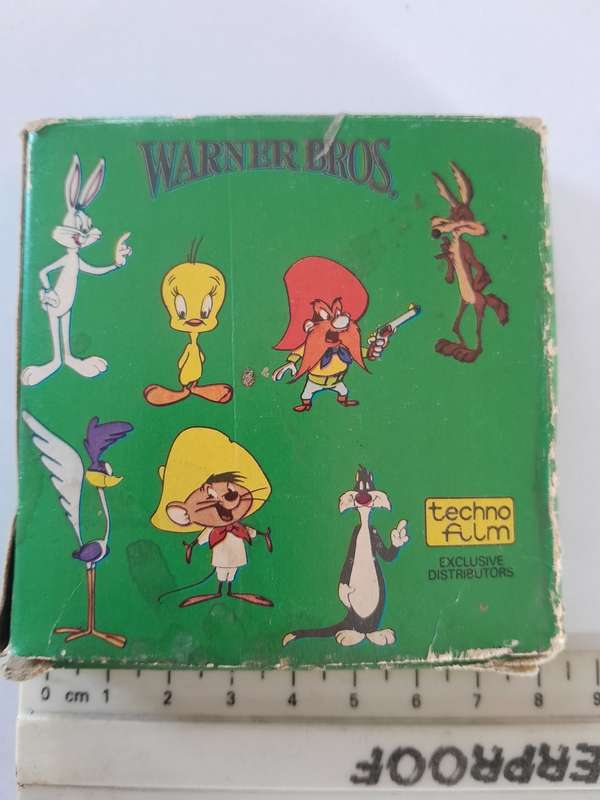 WARNER BROS.
techno
film
EXCLUSIVE
DISTRIBUTORS
0 cm 1 2 3 4 5 6 7 8 9
ERPROOF